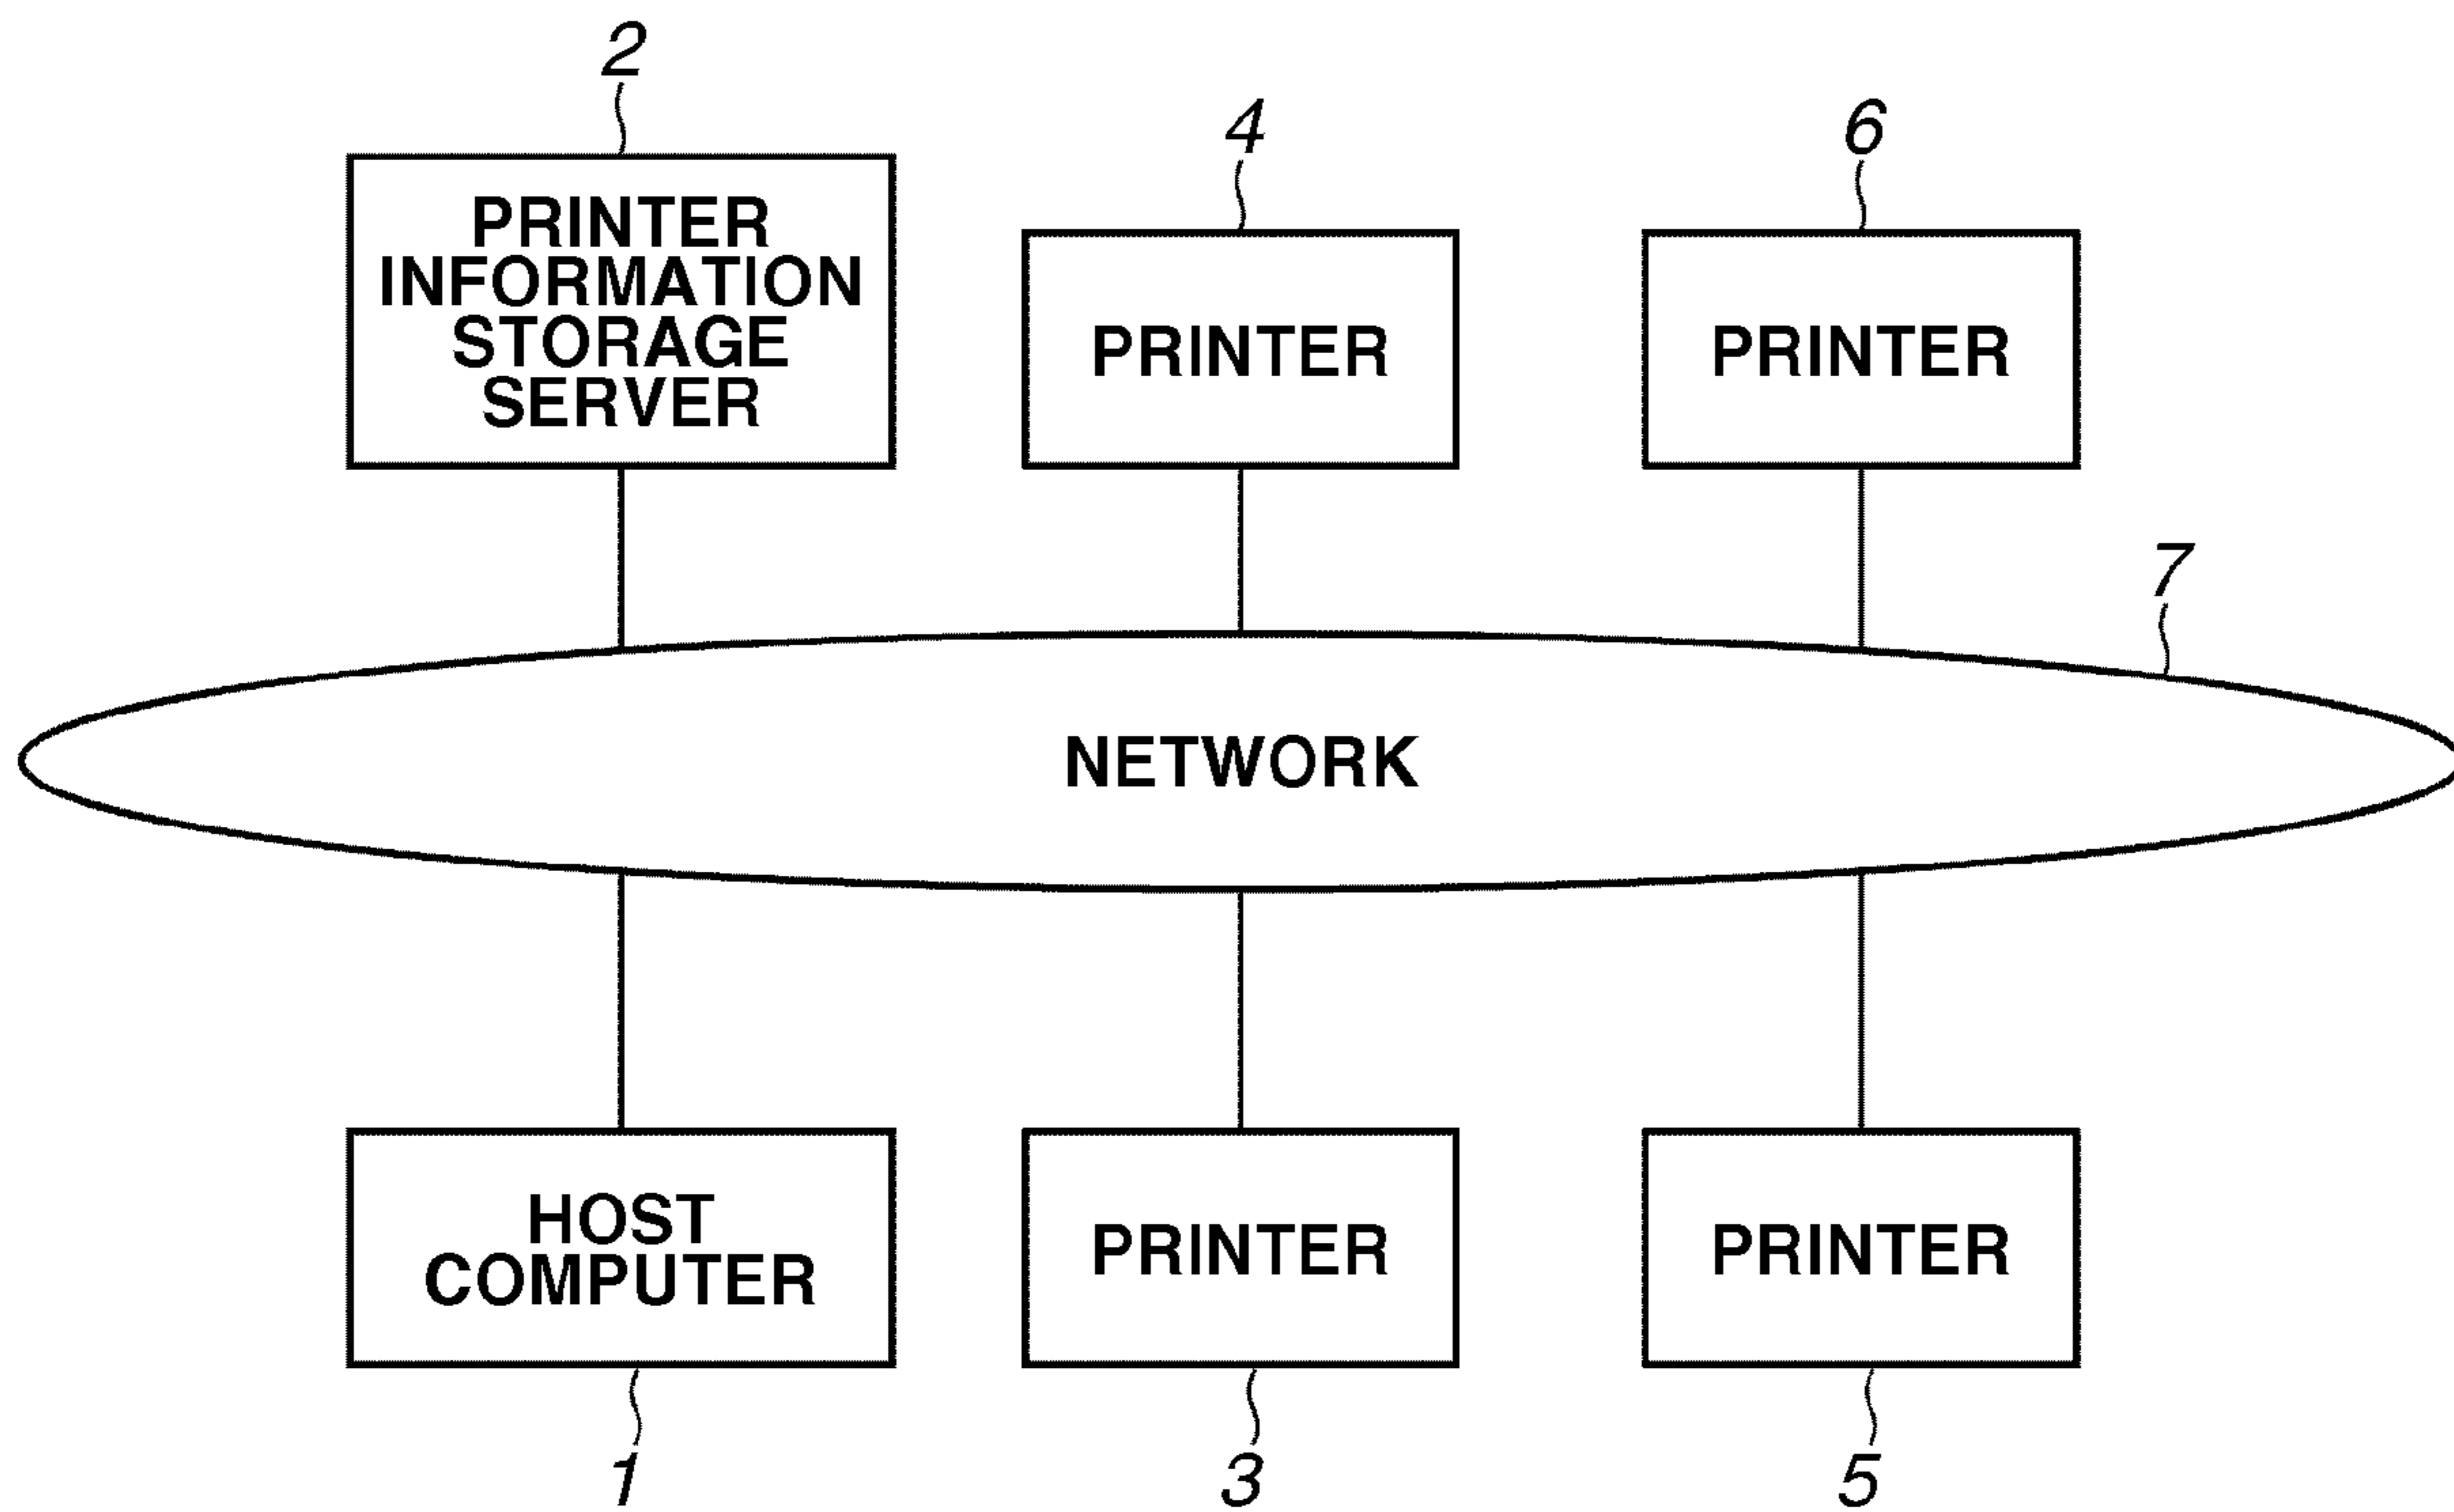 2
4
6
PRINTER
INFORMATION
STORAGE
SERVER
PRINTER
PRINTER
7
NETWORK
HOST
COMPUTER
PRINTER
PRINTER
1
3
5